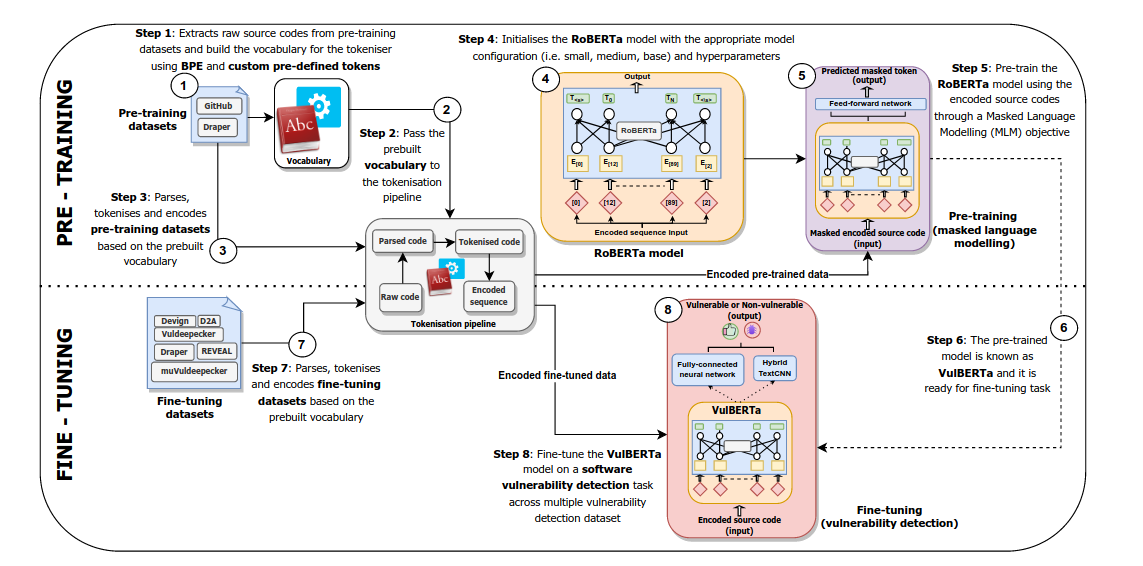 PRE - TRAINING
Step 1: Extracts raw source codes from pre-training
datasets and build the vocabulary for the tokeniser
using BPE and custom pre-defined tokens
1
Pre-training
datasets
GitHub
Draper
Abc
Vocabulary
2
Step 2: Pass the
prebuilt
vocabulary to
the tokenisation
pipeline
Step 3: Parses,
tokenises and encodes
pre-training datasets
based on the prebuilt
vocabulary
3
Parsed code
Tokenised code
Abc
Raw code
Encoded
sequence
Tokenisation pipeline
Step 4: Initialises the RoBERTa model with the appropriate model
configuration (i.e. small, medium, base) and hyperparameters
4
Output
T<s> T0 TN T</s>
RoBERTa
E[0] E[12] E[89] E[2]
[0] [12] [89] [2]
Encoded sequence input
RoBERTa model
5
Predicted masked token
(output)
Feed-forward network
Masked encoded source code
(input)
Step 5: Pre-train the
RoBERTa model using the
encoded source codes
through a Masked Language
Modelling (MLM) objective
Pre-training
(masked language
modelling)
Encoded pre-trained data
FINE - TUNING
Devign D2A
Vuldeepecker
Draper REVEAL
muVuldeepecker
Fine-tuning
datasets
7
Step 7: Parses, tokenises
and encodes fine-tuning
datasets based on the
prebuilt vocabulary
Encoded fine-tuned data
6
Step 6: The pre-trained
model is known as
VulBERTa and it is
ready for fine-tuning task
8
Vulnerable or Non-vulnerable
(output)
Fully-connected
neural network
Hybrid
TextCNN
VulBERTa
Encoded source code
(input)
Step 8: Fine-tune the VulBERTa
model on a software
vulnerability detection task
across multiple vulnerability
detection dataset
Fine-tuning
(vulnerability detection)